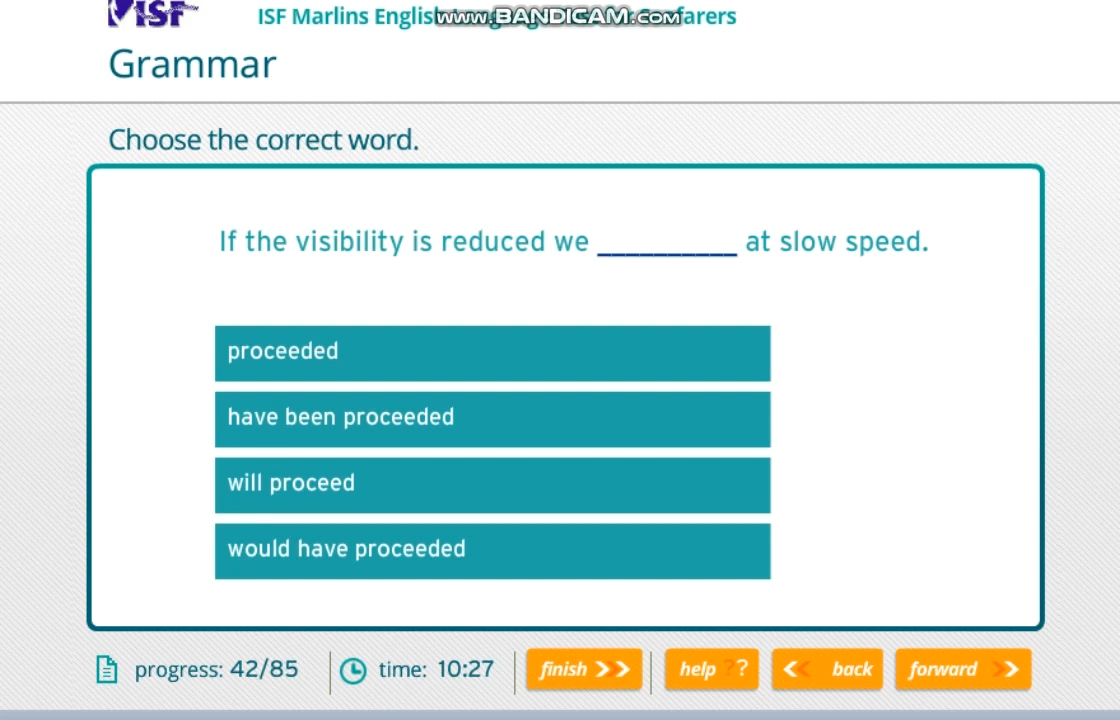 ISF
ISF Marlins English
www.BANDICAM.com
farers
Grammar
Choose the correct word.
If the visibility is reduced we __________ at slow speed.
proceeded
have been proceeded
will proceed
would have proceeded
progress: 42/85
time: 10:27
finish
help ??
back
forward